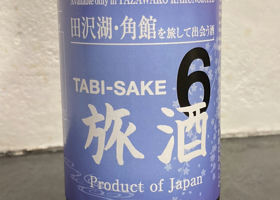 Available only in TAZAWAKO KAKUNODATE
田沢湖・角館を旅して出会う酒
TABI-SAKE 6
旅酒
Product of Japan